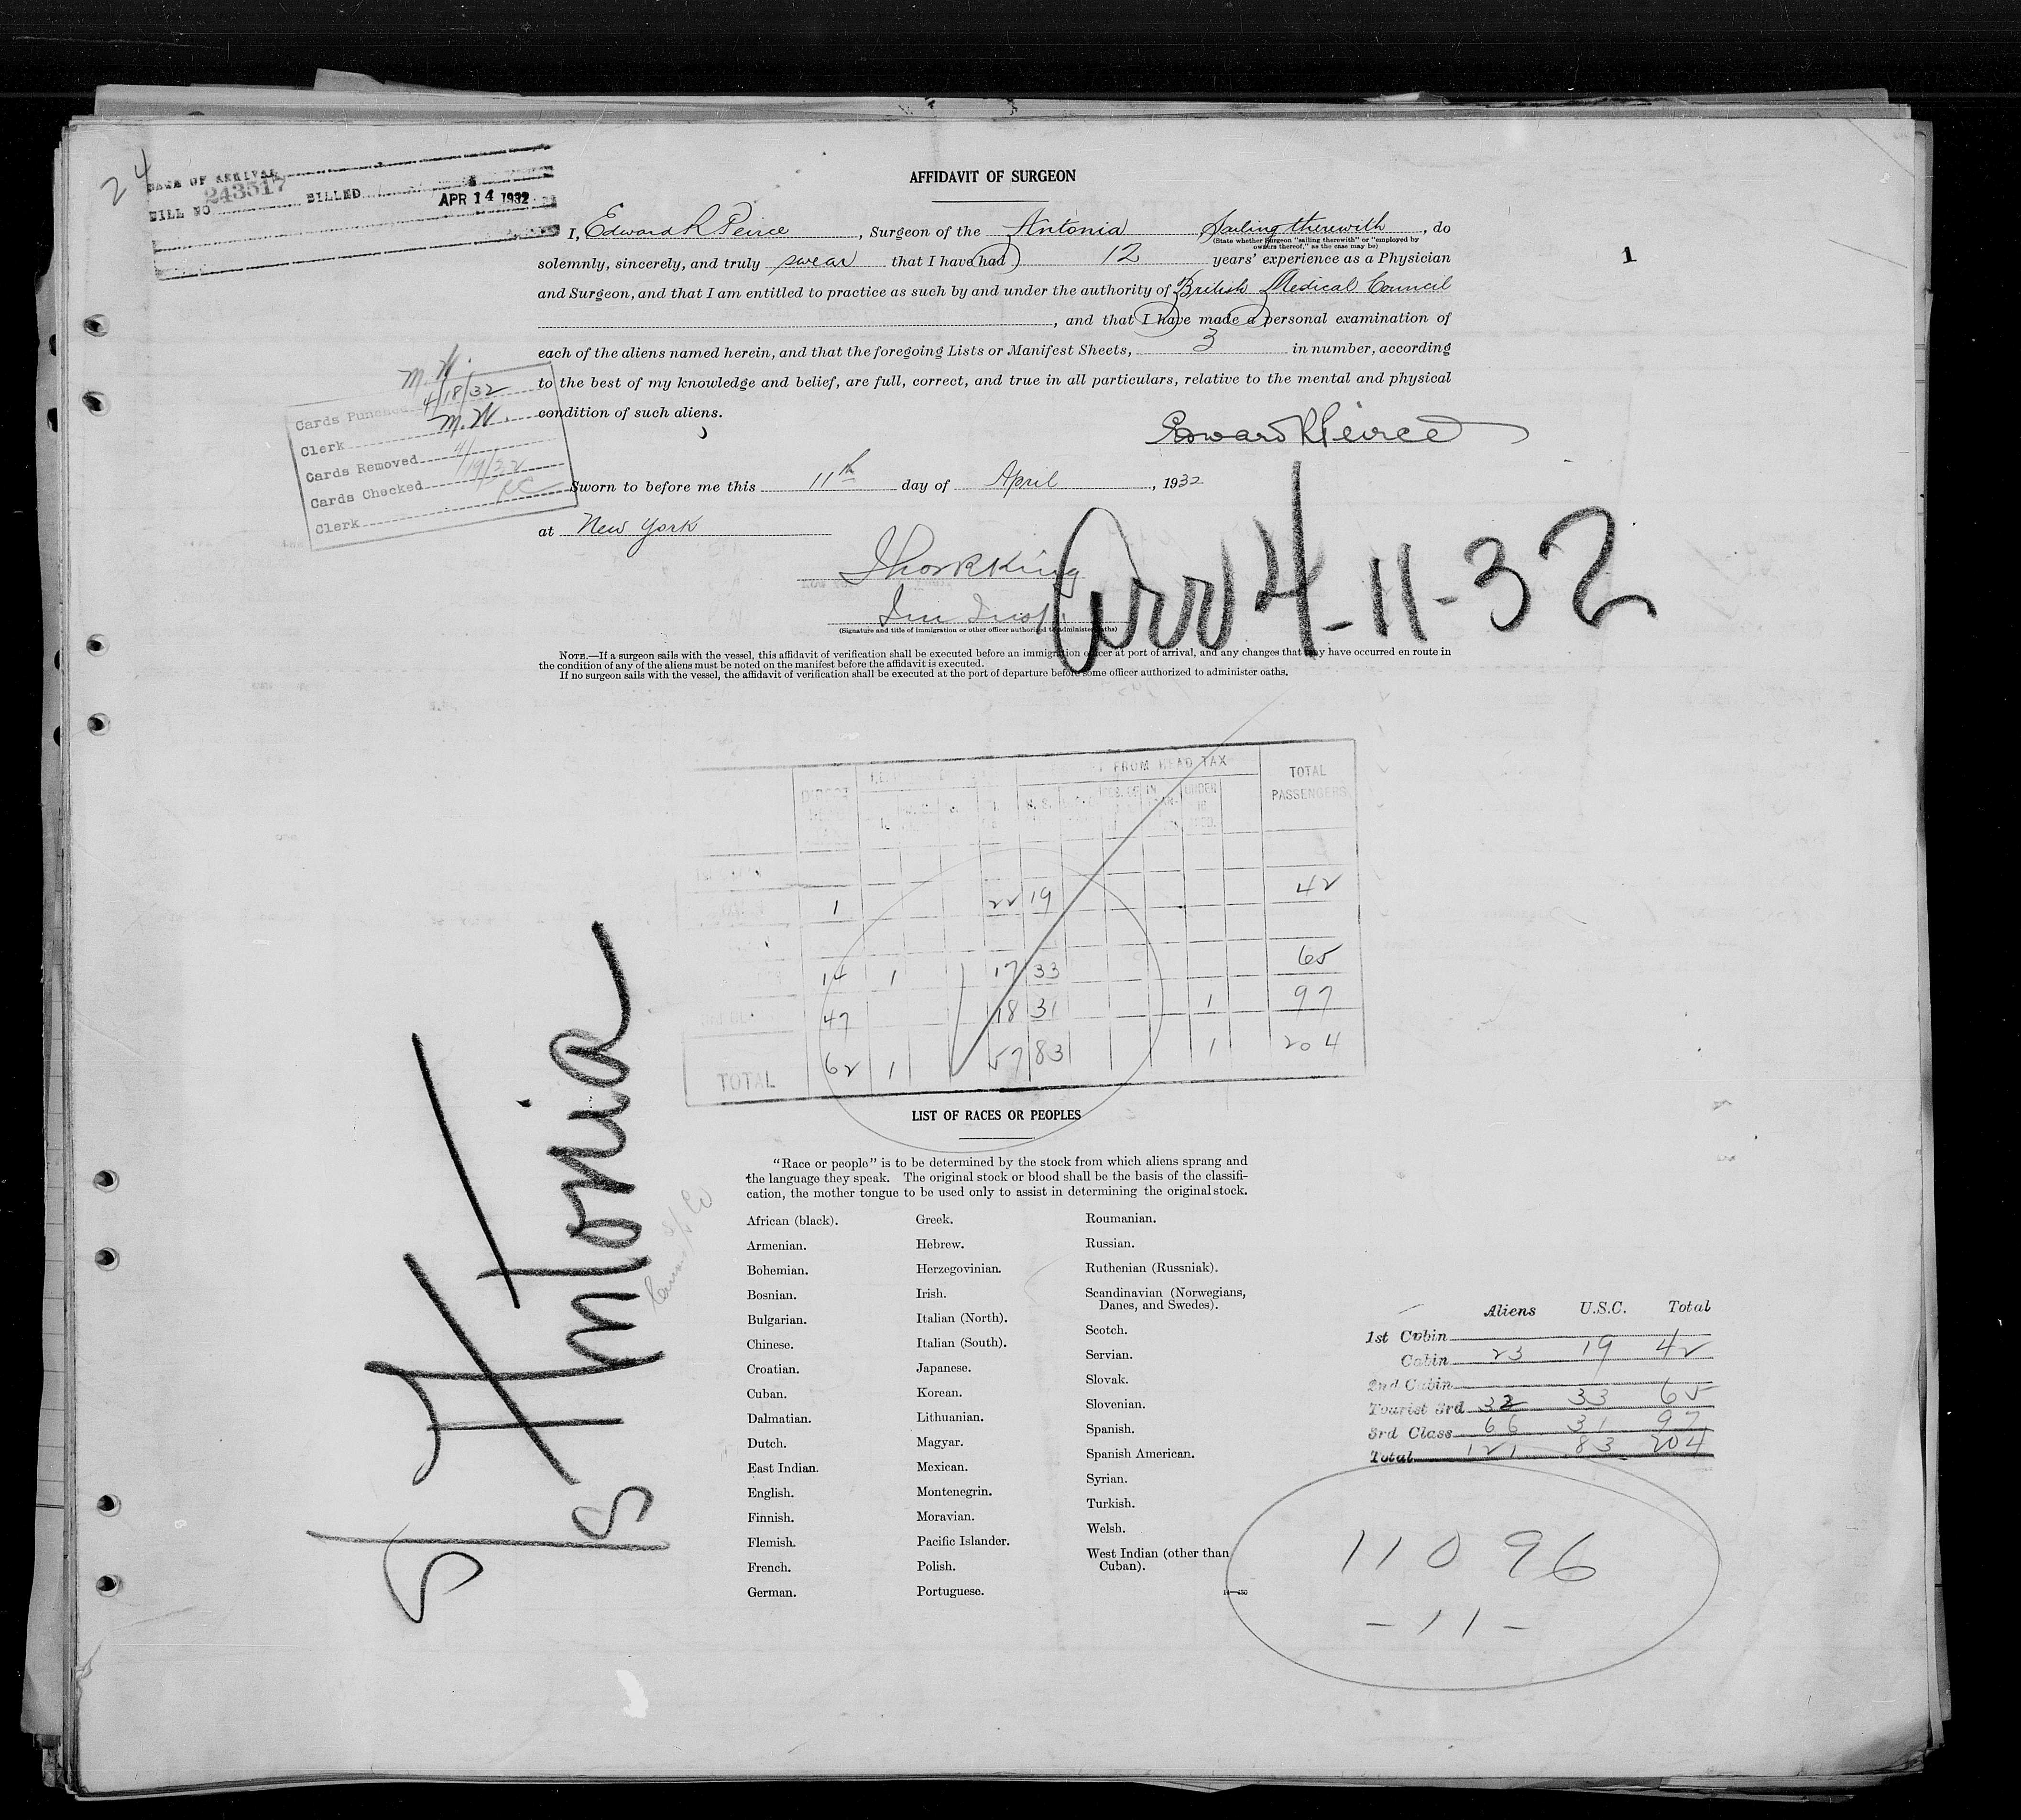 24
DATE OF ARRIVAL
BILL NO 243517 BILLED APR 14 1932
AFFIDAVIT OF SURGEON
1
I, Edward R Peirce, Surgeon of the Antonia Sailing therewith, do
(State whether Surgeon "sailing therewith" or "employed by
owners thereof," as the case may be)
solemnly, sincerely, and truly swear that I have had 12 years' experience as a Physician
and Surgeon, and that I am entitled to practice as such by and under the authority of British Medical Council
, and that I have made a personal examination of
each of the aliens named herein, and that the foregoing Lists or Manifest Sheets, 3 in number, according
to the best of my knowledge and belief, are full, correct, and true in all particulars, relative to the mental and physical
condition of such aliens.
Edward R Peirce
M.W.
Cards Punched 4/18/32
Clerk M.W.
Cards Removed
Cards Checked 4/19/32
Clerk
Sworn to before me this 11th day of April, 1932
at New York
King
Arr 4-11-32
Im Insp
(Signature and title of immigration or other officer authorized to administer oaths)
NOTE.—If a surgeon sails with the vessel, this affidavit of verification shall be executed before an immigration officer at port of arrival, and any changes that may have occurred en route in
the condition of any of the aliens must be noted on the manifest before the affidavit is executed.
If no surgeon sails with the vessel, the affidavit of verification shall be executed at the port of departure before some officer authorized to administer oaths.
FROM HEAD TAX TOTAL
PASSENGERS
DIRECT
1 22 19 42
14 1 17 33 65
47 18 31 1 97
TOTAL 62 1 57 83 1 204
S/S Antonia
LIST OF RACES OR PEOPLES
"Race or people" is to be determined by the stock from which aliens sprang and
the language they speak. The original stock or blood shall be the basis of the classifi-
cation, the mother tongue to be used only to assist in determining the original stock.
African (black).
Armenian.
Bohemian.
Bosnian.
Bulgarian.
Chinese.
Croatian.
Cuban.
Dalmatian.
Dutch.
East Indian.
English.
Finnish.
Flemish.
French.
German.
Greek.
Hebrew.
Herzegovinian.
Irish.
Italian (North).
Italian (South).
Japanese.
Korean.
Lithuanian.
Magyar.
Mexican.
Montenegrin.
Moravian.
Pacific Islander.
Polish.
Portuguese.
Roumanian.
Russian.
Ruthenian (Russniak).
Scandinavian (Norwegians,
Danes, and Swedes).
Scotch.
Servian.
Slovak.
Slovenian.
Spanish.
Spanish American.
Syrian.
Turkish.
Welsh.
West Indian (other than
Cuban).
Aliens U.S.C. Total
1st Cabin
Cabin 23 19 42
2nd Cabin
Tourist 3rd 32 33 65
3rd Class 66 31 97
Total 121 83 204
11096
- 11 -